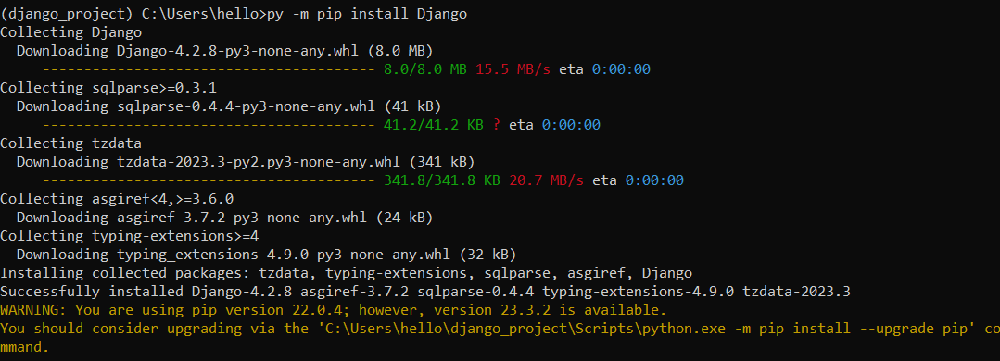 (django_project) C:\Users\hello>py -m pip install Django
Collecting Django
  Downloading Django-4.2.8-py3-none-any.whl (8.0 MB)
     ---------------------------------------- 8.0/8.0 MB 15.5 MB/s eta 0:00:00
Collecting sqlparse>=0.3.1
  Downloading sqlparse-0.4.4-py3-none-any.whl (41 kB)
     ---------------------------------------- 41.2/41.2 KB ? eta 0:00:00
Collecting tzdata
  Downloading tzdata-2023.3-py2.py3-none-any.whl (341 kB)
     ---------------------------------------- 341.8/341.8 KB 20.7 MB/s eta 0:00:00
Collecting asgiref<4,>=3.6.0
  Downloading asgiref-3.7.2-py3-none-any.whl (24 kB)
Collecting typing-extensions>=4
  Downloading typing_extensions-4.9.0-py3-none-any.whl (32 kB)
Installing collected packages: tzdata, typing-extensions, sqlparse, asgiref, Django
Successfully installed Django-4.2.8 asgiref-3.7.2 sqlparse-0.4.4 typing-extensions-4.9.0 tzdata-2023.3
WARNING: You are using pip version 22.0.4; however, version 23.3.2 is available.
You should consider upgrading via the 'C:\Users\hello\django_project\Scripts\python.exe -m pip install --upgrade pip' co
mmand.